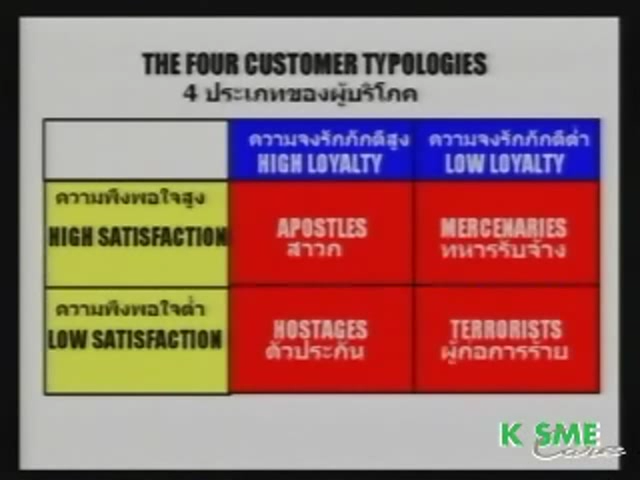 THE FOUR CUSTOMER TYPOLOGIES
4 ประเภทของผู้บริโภค
ความจงรักภักดีสูง
HIGH LOYALTY
ความจงรักภักดีต่ำ
LOW LOYALTY
ความพึงพอใจสูง
HIGH SATISFACTION
APOSTLES
สาวก
MERCENARIES
ทหารรับจ้าง
ความพึงพอใจต่ำ
LOW SATISFACTION
HOSTAGES
ตัวประกัน
TERRORISTS
ผู้ก่อการร้าย
K SME
Care